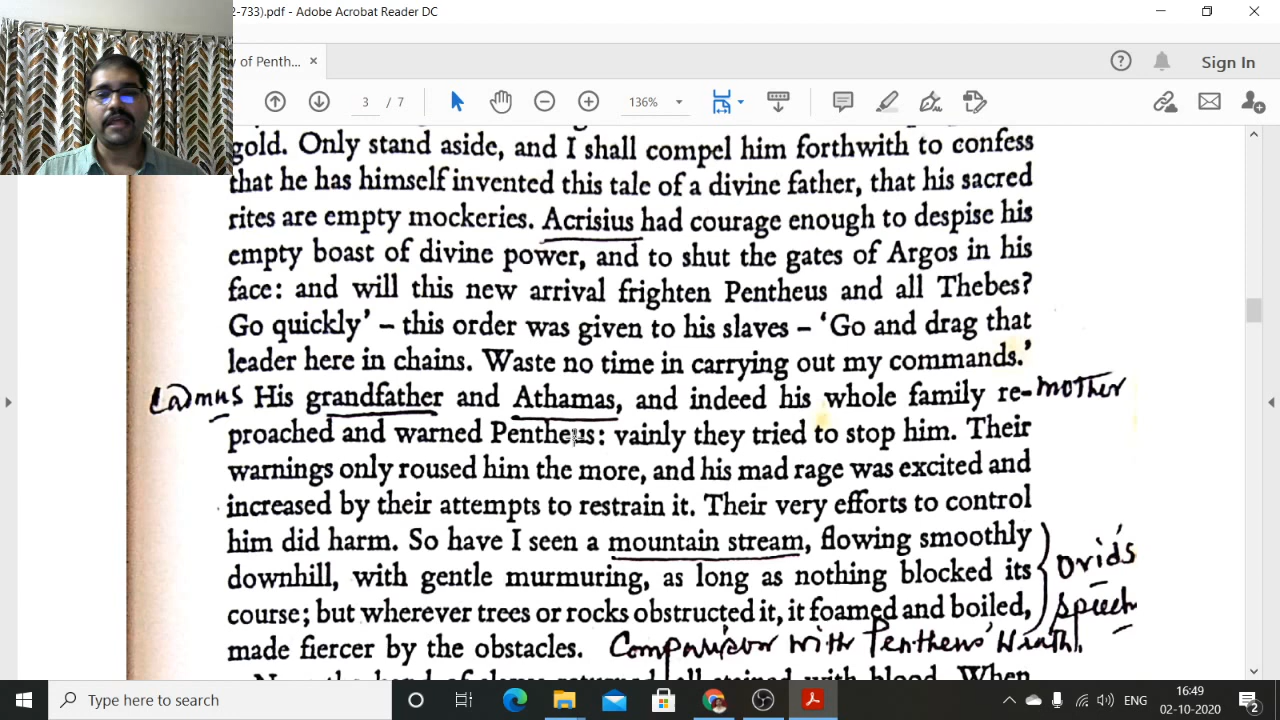 2-733).pdf - Adobe Acrobat Reader DC
y of Penth...
Sign In
3 / 7
136%
gold. Only stand aside, and I shall compel him forthwith to confess
that he has himself invented this tale of a divine father, that his sacred
rites are empty mockeries. Acrisius had courage enough to despise his
empty boast of divine power, and to shut the gates of Argos in his
face: and will this new arrival frighten Pentheus and all Thebes?
Go quickly' – this order was given to his slaves – 'Go and drag that
leader here in chains. Waste no time in carrying out my commands.'
Cadmus His grandfather and Athamas, and indeed his whole family re- mother
proached and warned Pentheus: vainly they tried to stop him. Their
warnings only roused him the more, and his mad rage was excited and
increased by their attempts to restrain it. Their very efforts to control
him did harm. So have I seen a mountain stream, flowing smoothly
downhill, with gentle murmuring, as long as nothing blocked its
course; but wherever trees or rocks obstructed it, it foamed and boiled,
made fiercer by the obstacles. Comparison with Pentheus' Wrath.
Ovid's
speech
all stained with blood. When
Type here to search
ENG
16:49
02-10-2020
2